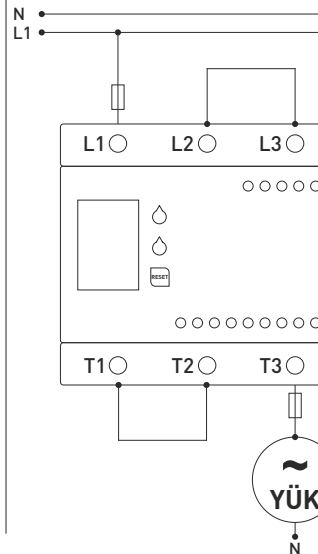 N
L1
L1 L2 L3
RESET
T1 T2 T3
~
YÜK
N